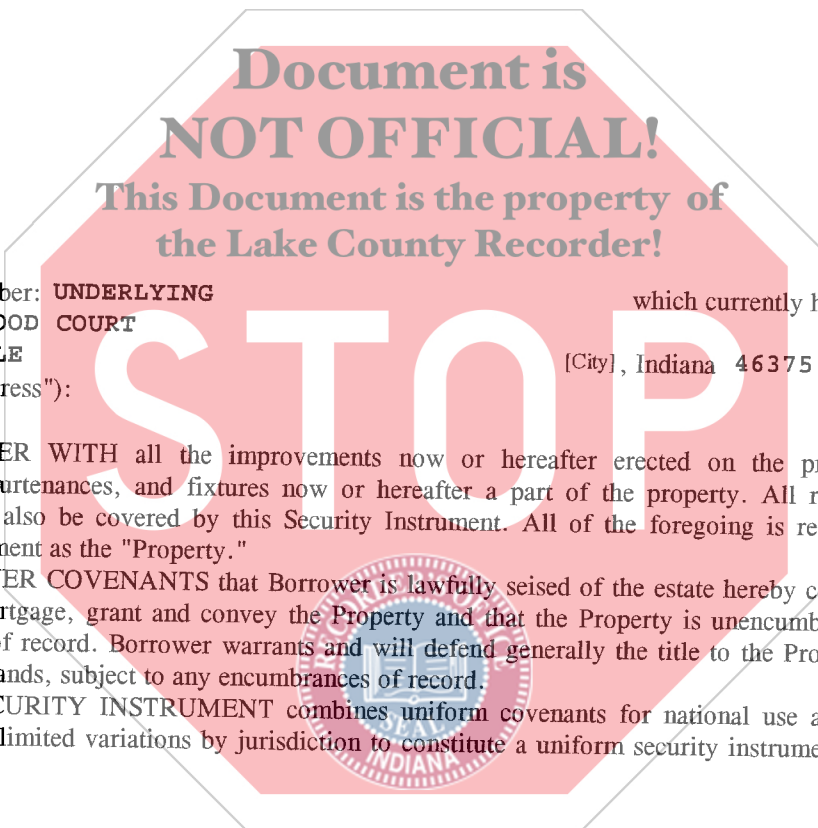 Document is
NOT OFFICIAL!
This Document is the property of
the Lake County Recorder!
ber: UNDERLYING which currently h
OOD COURT
LE [City], Indiana 46375
ress"):
STOP
ER WITH all the improvements now or hereafter erected on the pr
urtenances, and fixtures now or hereafter a part of the property. All r
also be covered by this Security Instrument. All of the foregoing is re
ment as the "Property."
ER COVENANTS that Borrower is lawfully seised of the estate hereby c
rtgage, grant and convey the Property and that the Property is unencumb
f record. Borrower warrants and will defend generally the title to the Pro
ands, subject to any encumbrances of record.
CURITY INSTRUMENT combines uniform covenants for national use a
limited variations by jurisdiction to constitute a uniform security instrume
RECORDER'S OFFICE
SEAL
INDIANA